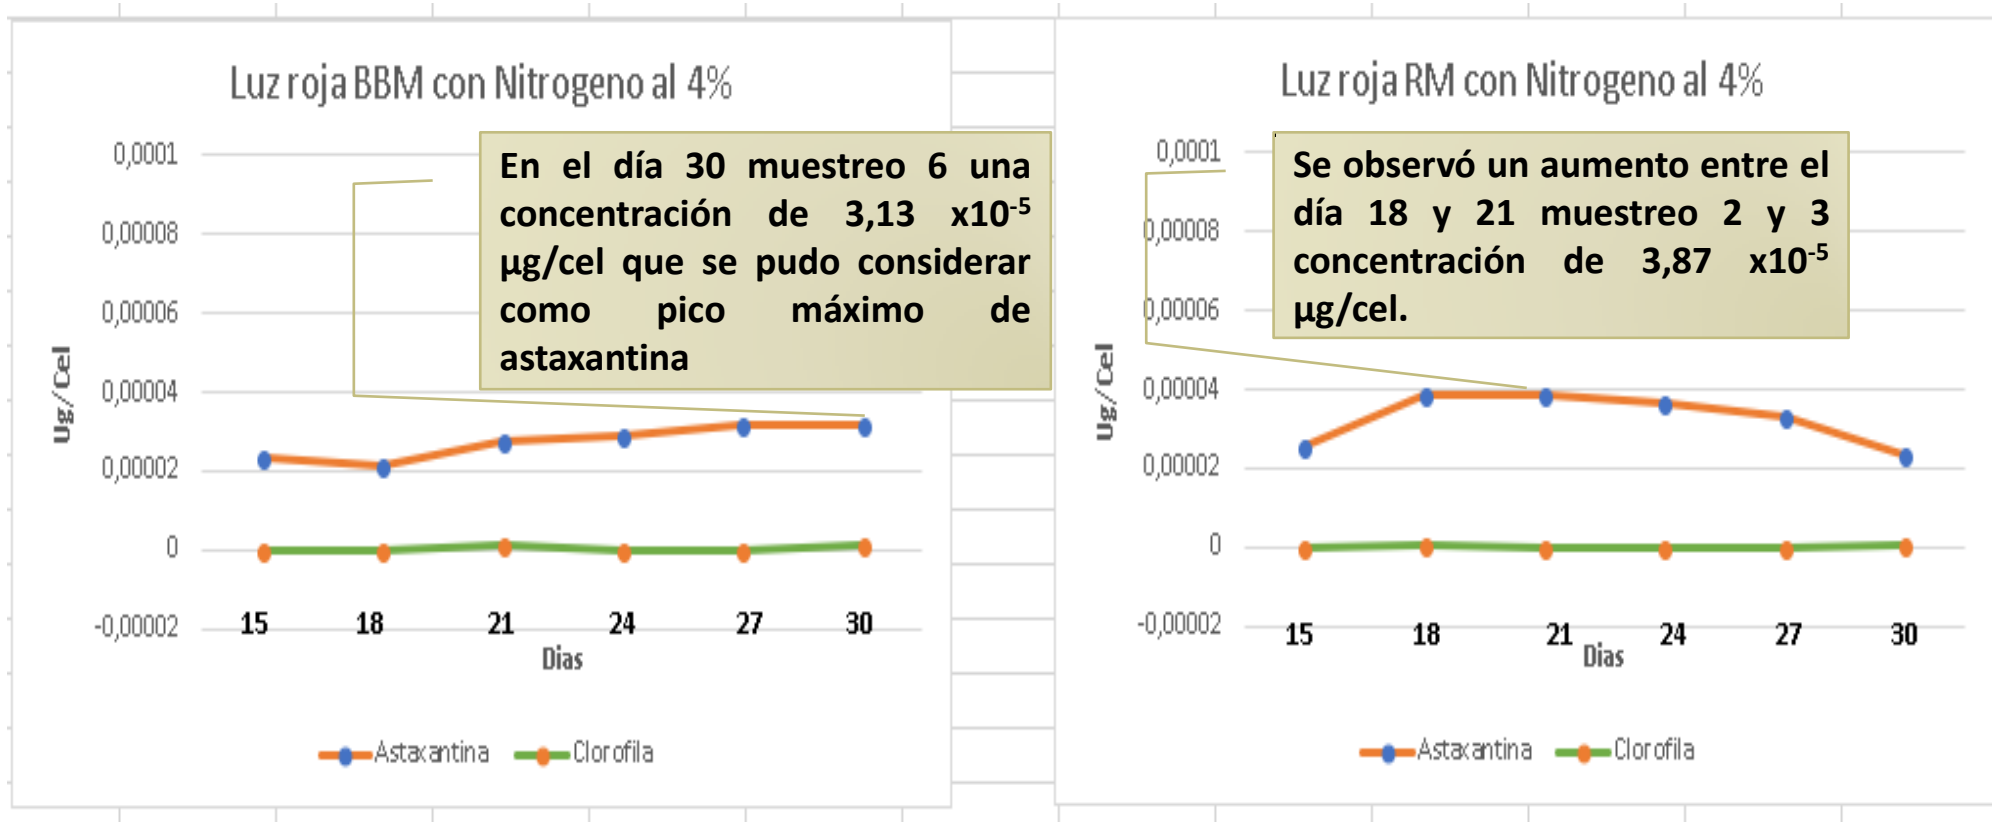 Luz roja BBM con Nitrogeno al 4%
En el día 30 muestreo 6 una
concentración de 3,13 x10⁻⁵
µg/cel que se pudo considerar
como pico máximo de
astaxantina
0,0001
0,00008
0,00006
0,00004
0,00002
0
-0,00002
Ug/Cel
15 18 21 24 27 30
Dias
Astaxantina Clorofila
Luz roja RM con Nitrogeno al 4%
Se observó un aumento entre el
día 18 y 21 muestreo 2 y 3
concentración de 3,87 x10⁻⁵
µg/cel.
0,0001
0,00008
0,00006
0,00004
0,00002
0
-0,00002
Ug/Cel
15 18 21 24 27 30
Dias
Astaxantina Clorofila